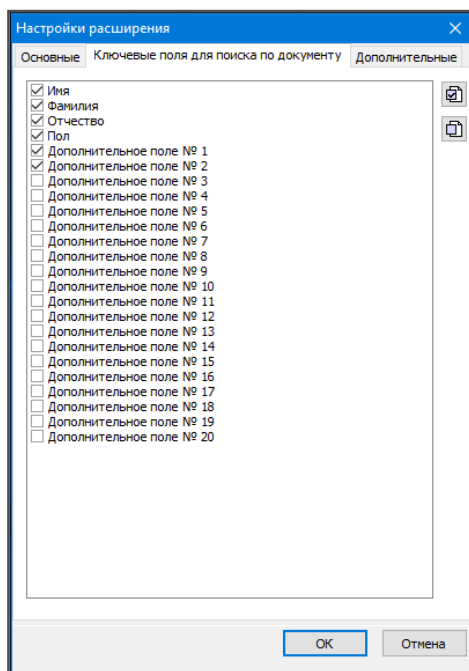 Настройки расширения
Основные Ключевые поля для поиска по документу Дополнительные
Имя
Фамилия
Отчество
Пол
Дополнительное поле № 1
Дополнительное поле № 2
Дополнительное поле № 3
Дополнительное поле № 4
Дополнительное поле № 5
Дополнительное поле № 6
Дополнительное поле № 7
Дополнительное поле № 8
Дополнительное поле № 9
Дополнительное поле № 10
Дополнительное поле № 11
Дополнительное поле № 12
Дополнительное поле № 13
Дополнительное поле № 14
Дополнительное поле № 15
Дополнительное поле № 16
Дополнительное поле № 17
Дополнительное поле № 18
Дополнительное поле № 19
Дополнительное поле № 20
OK Отмена